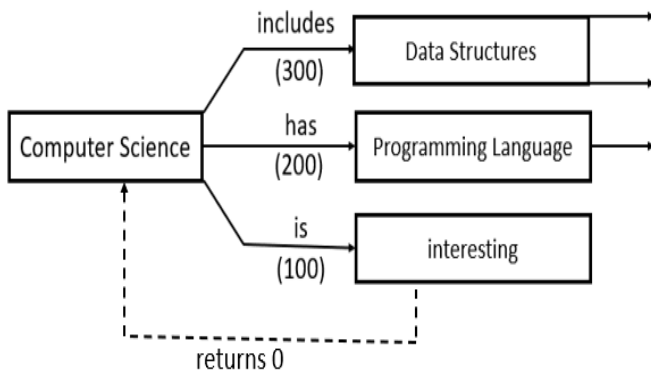 includes
(300)
Data Structures
Computer Science
has
(200)
Programming Language
is
(100)
interesting
returns 0